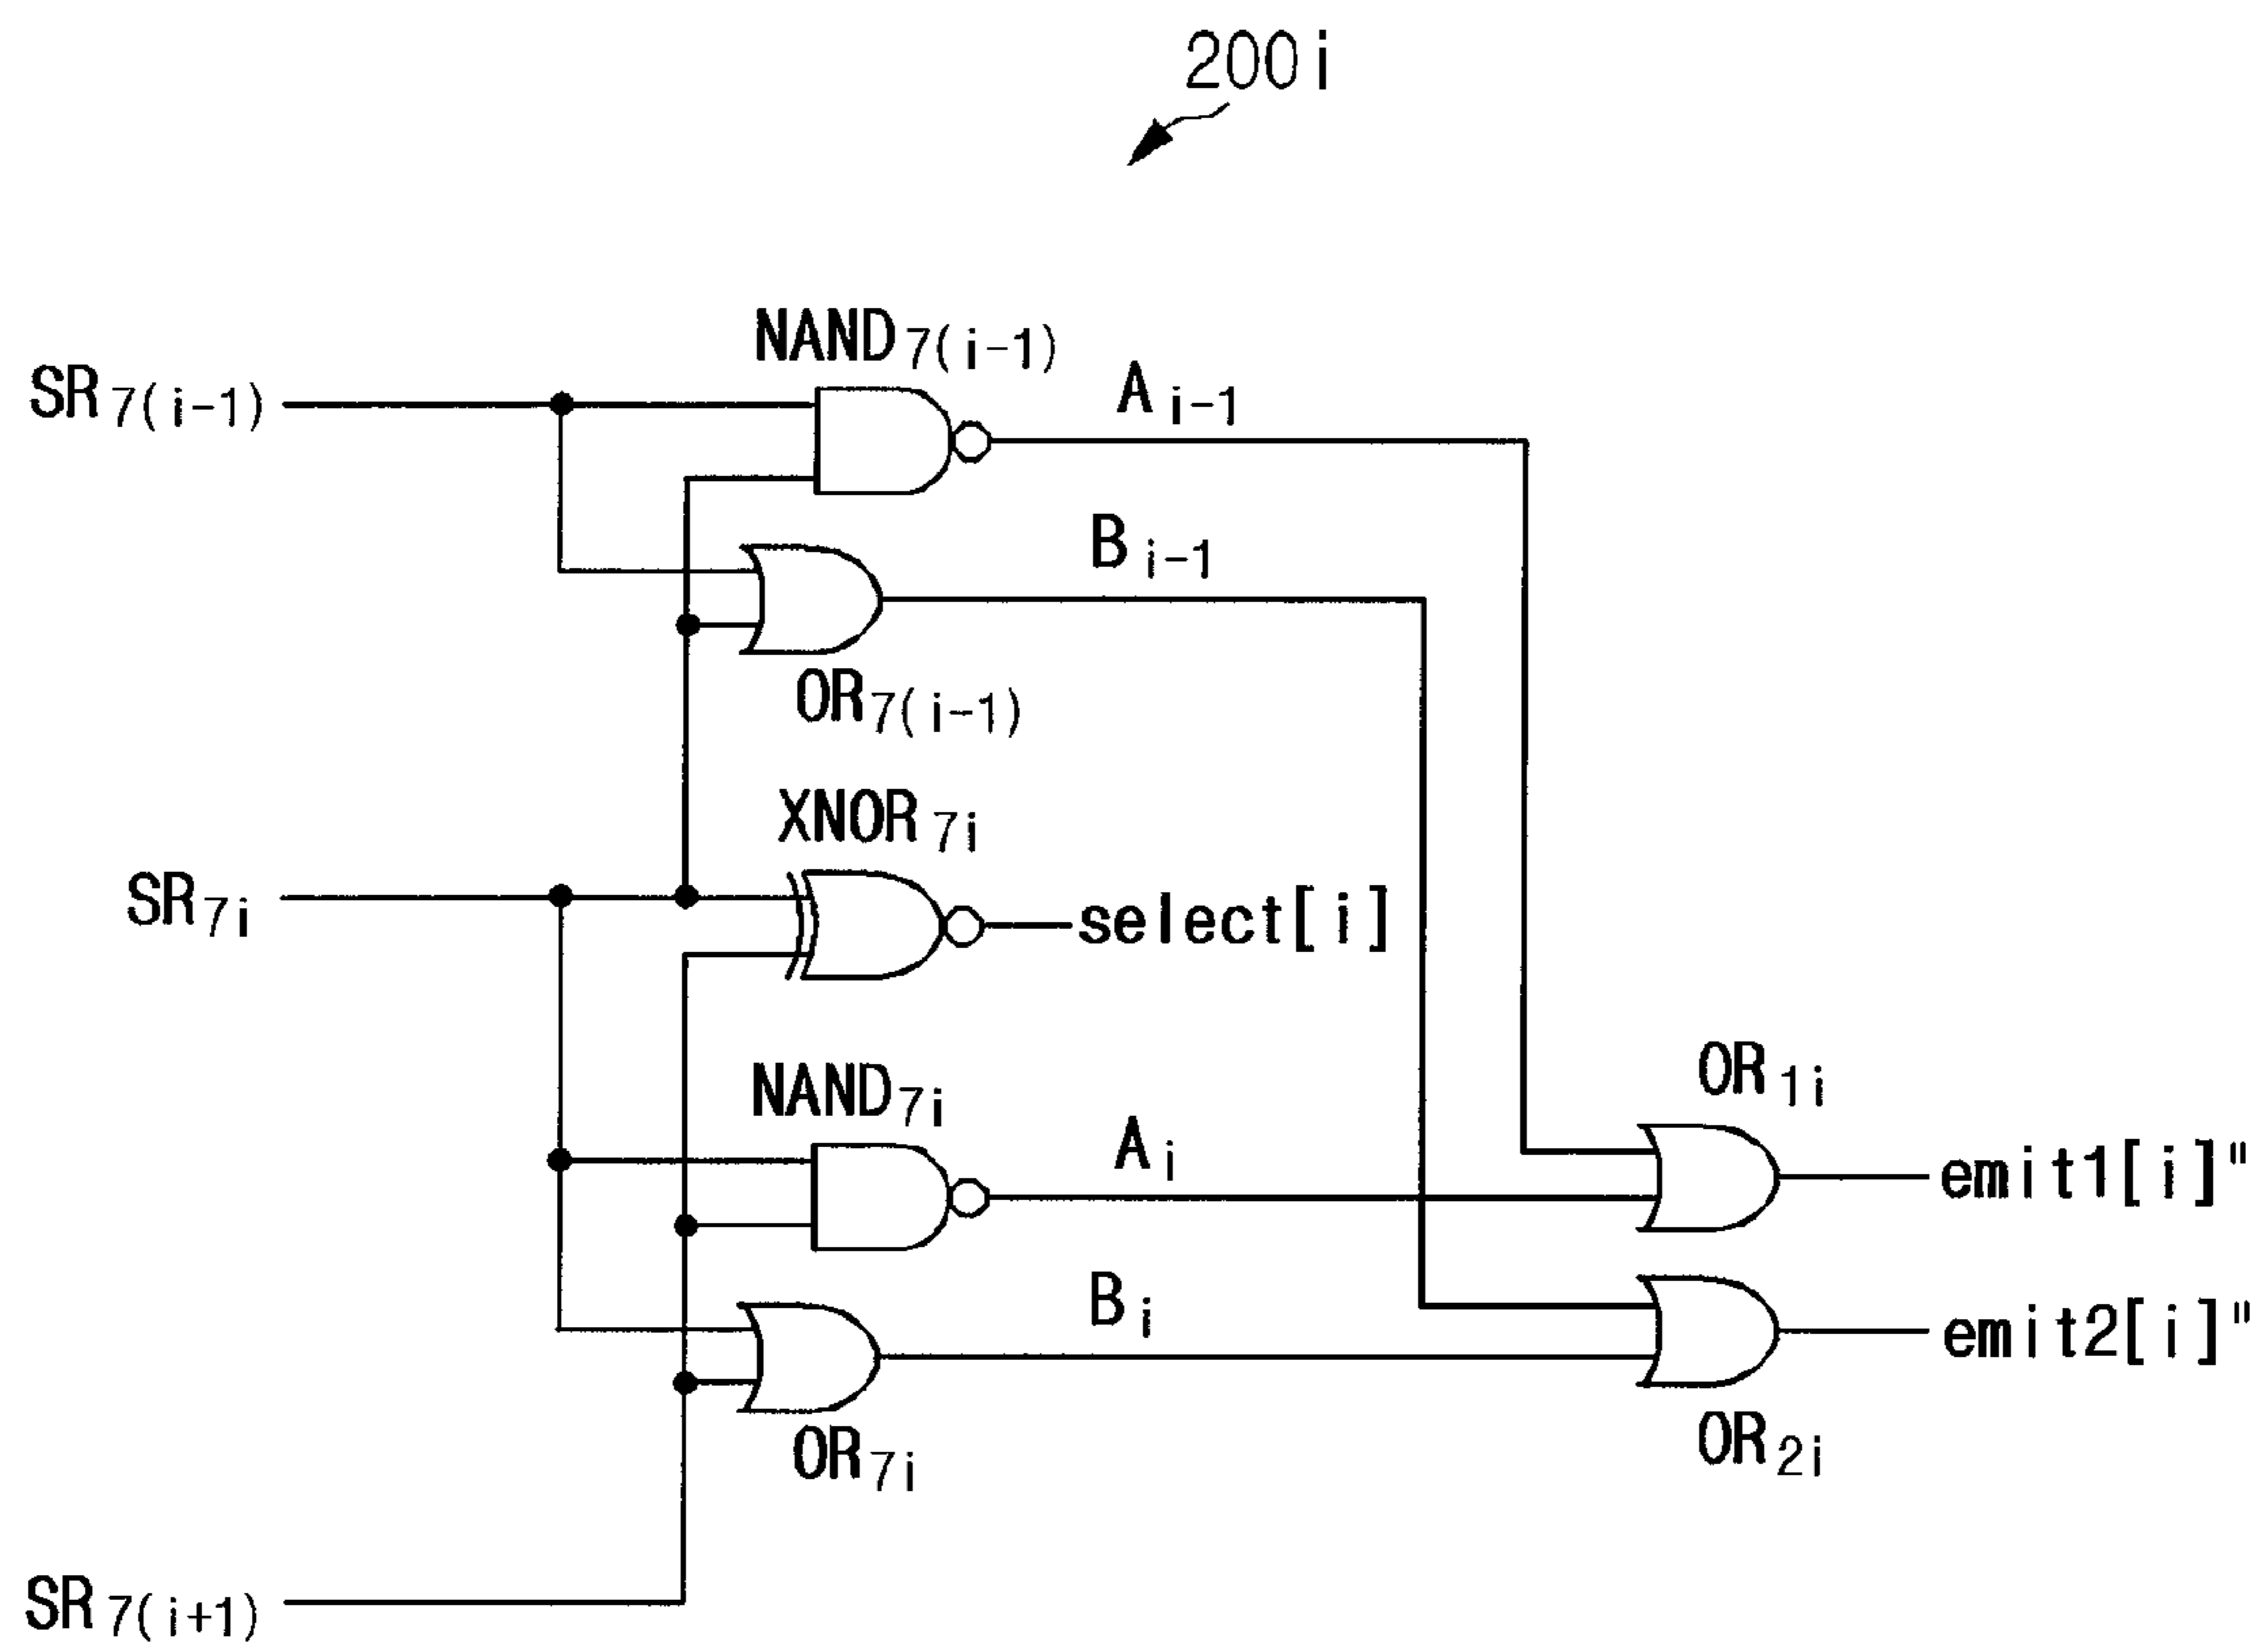 200i
NAND7(i-1)
SR7(i-1)
Ai-1
Bi-1
OR7(i-1)
XNOR7i
SR7i
select[i]
NAND7i
Ai
OR1i
emit1[i]"
Bi
emit2[i]"
OR7i
OR2i
SR7(i+1)